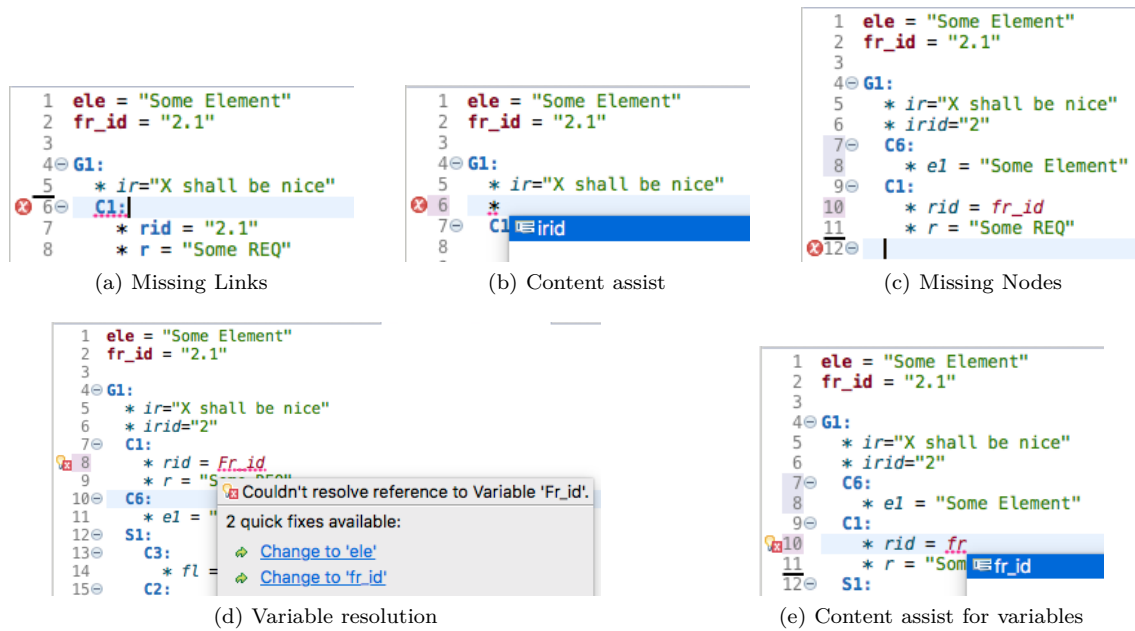 1 ele = "Some Element"
2 fr_id = "2.1"
3
4 G1:
5 * ir="X shall be nice"
6 C1:
7 * rid = "2.1"
8 * r = "Some REQ"
(a) Missing Links
1 ele = "Some Element"
2 fr_id = "2.1"
3
4 G1:
5 * ir="X shall be nice"
6 *
7 C1
irid
8
(b) Content assist
1 ele = "Some Element"
2 fr_id = "2.1"
3
4 G1:
5 * ir="X shall be nice"
6 * irid="2"
7 C6:
8 * e1 = "Some Element"
9 C1:
10 * rid = fr_id
11 * r = "Some REQ"
12
(c) Missing Nodes
1 ele = "Some Element"
2 fr_id = "2.1"
3
4 G1:
5 * ir="X shall be nice"
6 * irid="2"
7 C1:
8 * rid = Fr_id
9 * r = "S
10 C6:
11 * e1 = "
12 S1:
13 C3:
14 * fl =
15 C2:
Couldn't resolve reference to Variable 'Fr_id'.
2 quick fixes available:
Change to 'ele'
Change to 'fr_id'
(d) Variable resolution
1 ele = "Some Element"
2 fr_id = "2.1"
3
4 G1:
5 * ir="X shall be nice"
6 * irid="2"
7 C6:
8 * e1 = "Some Element"
9 C1:
10 * rid = fr
11 * r = "Som
fr_id
12 S1:
(e) Content assist for variables